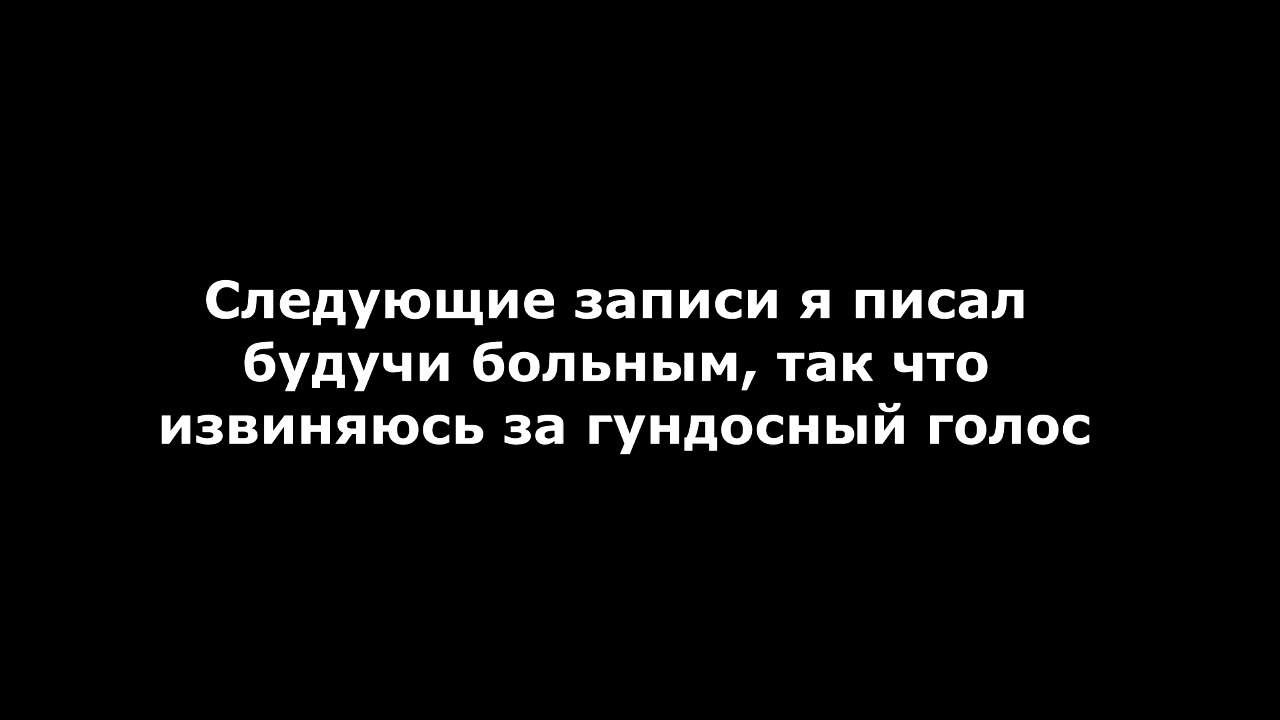 Следующие записи я писал
будучи больным, так что
извиняюсь за гундосный голос